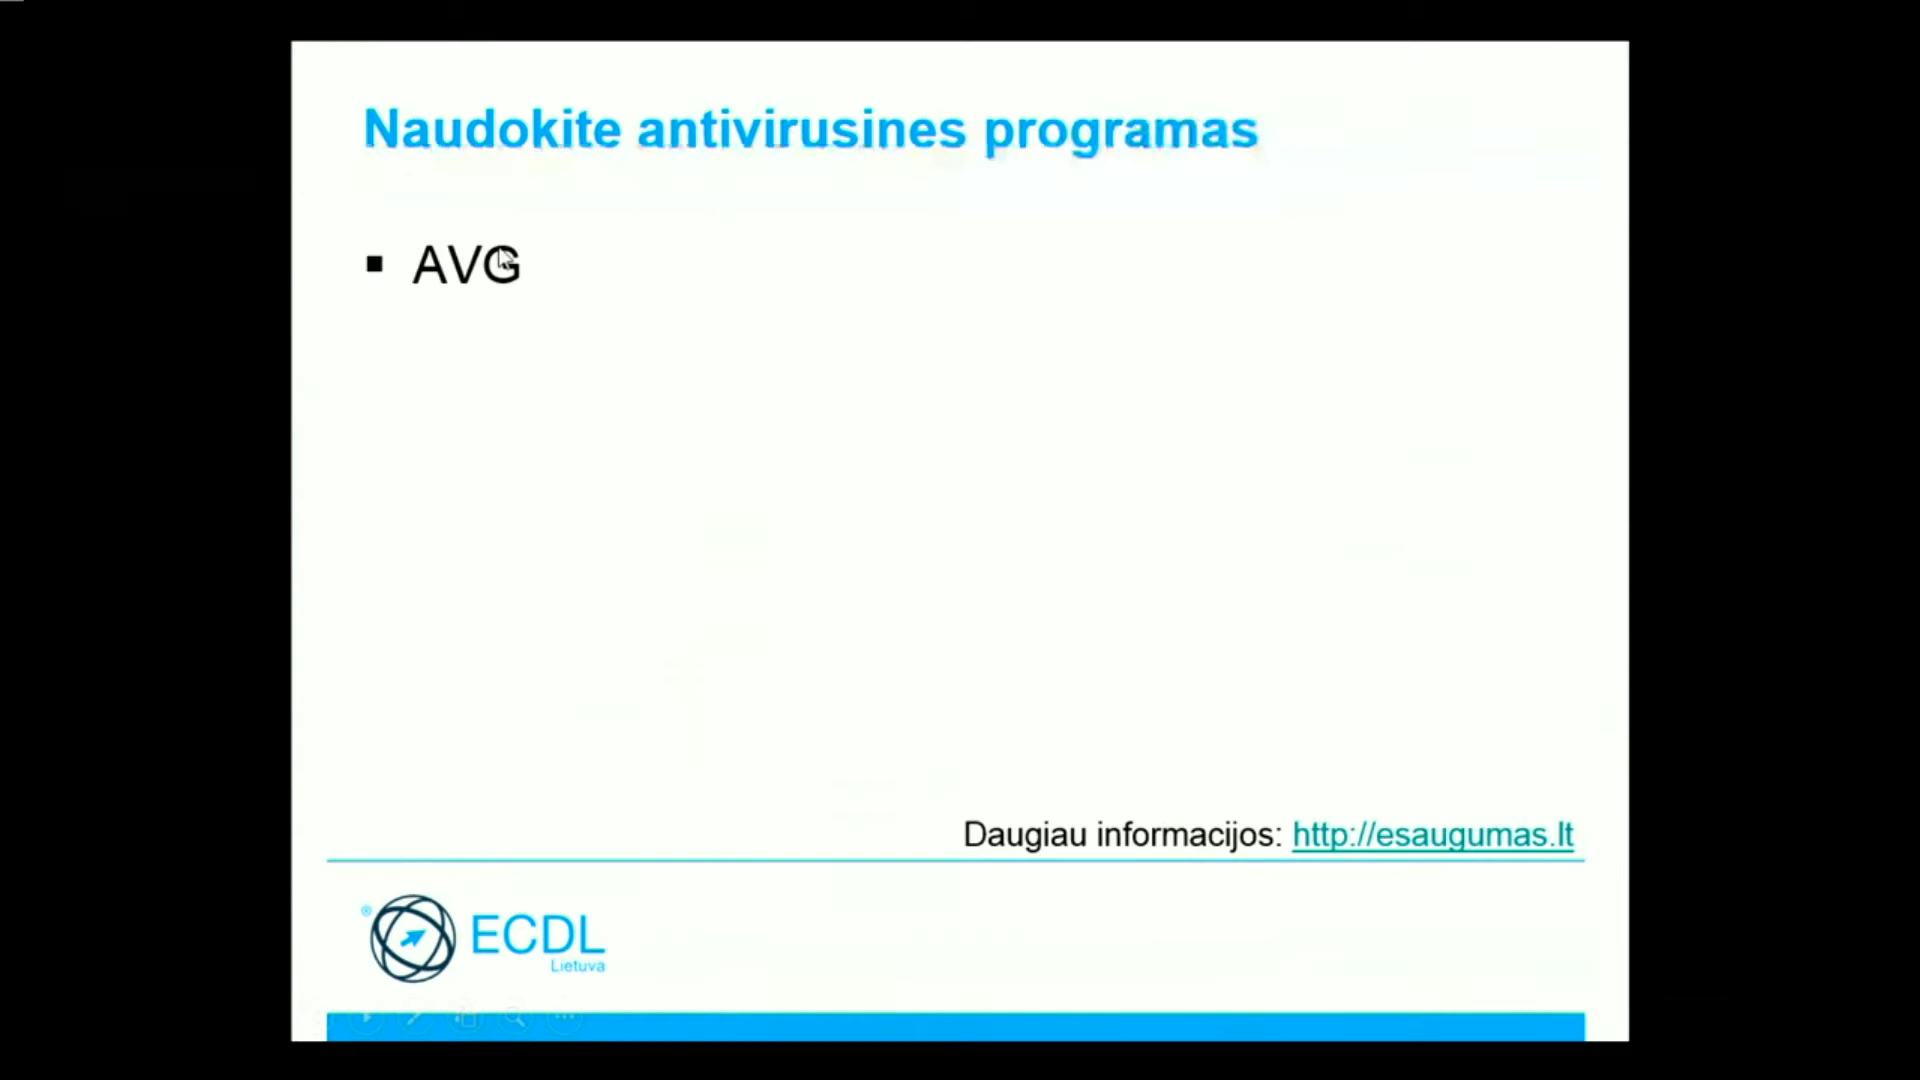 Naudokite antivirusines programas
▪ AVG
Daugiau informacijos: http://esaugumas.lt
® ECDL
Lietuva